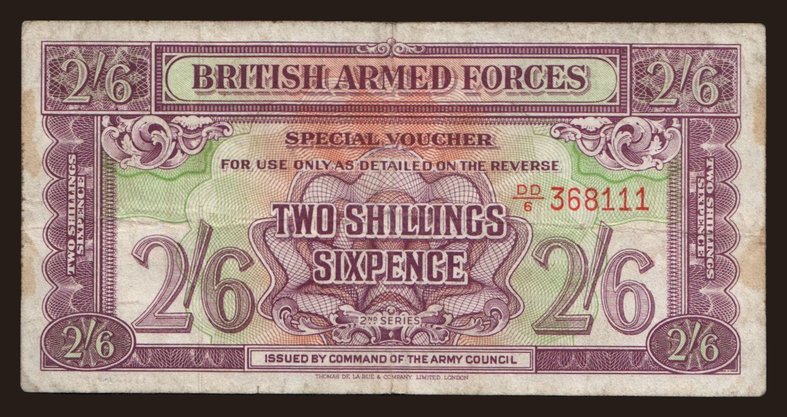 2/6 BRITISH ARMED FORCES 2/6
SPECIAL VOUCHER
FOR USE ONLY AS DETAILED ON THE REVERSE
DD/6 368111
TWO SHILLINGS SIXPENCE
TWO SHILLINGS
SIXPENCE
TWO SHILLINGS SIXPENCE
2/6 2/6
2ND SERIES
2/6 2/6
ISSUED BY COMMAND OF THE ARMY COUNCIL
THOMAS DE LA RUE & COMPANY, LIMITED, LONDON